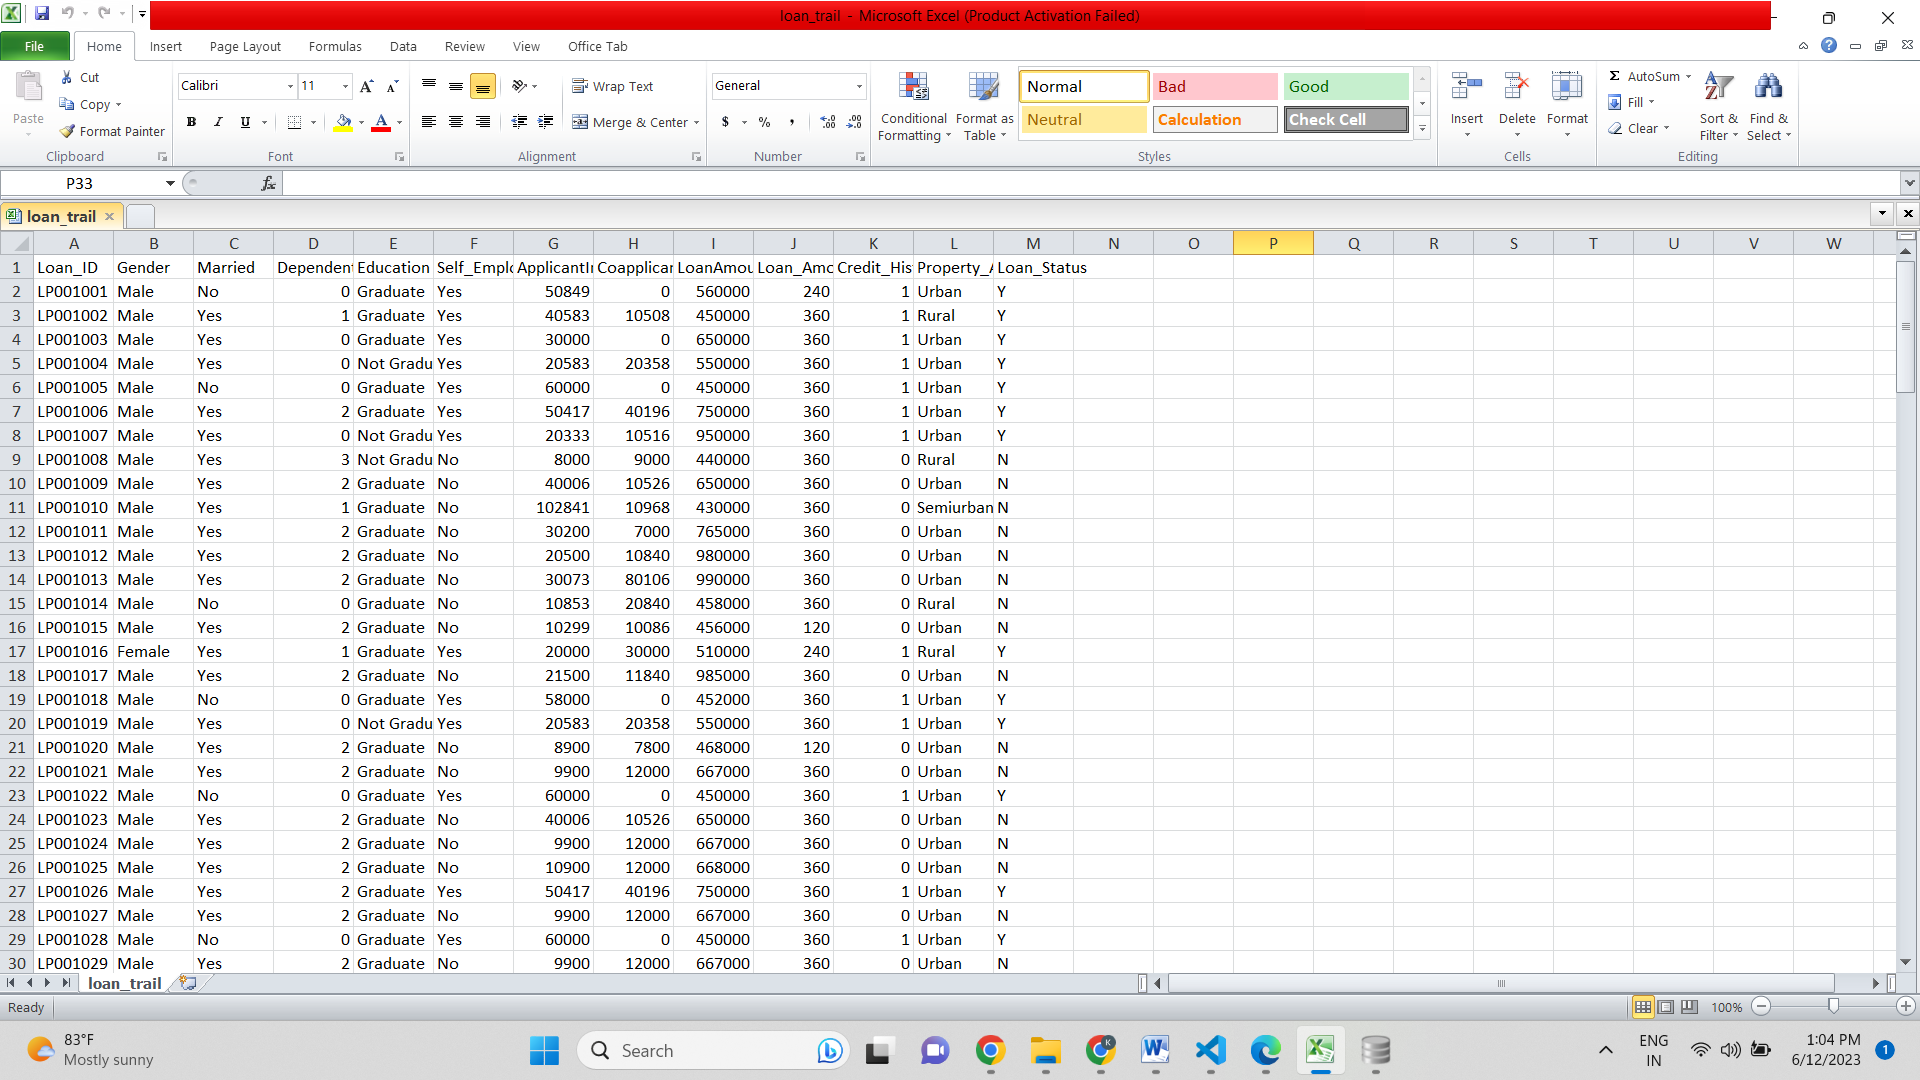 loan_trail - Microsoft Excel (Product Activation Failed)
File Home Insert Page Layout Formulas Data Review View Office Tab
Paste Cut Copy Format Painter Clipboard
Calibri 11 B I U Font
Wrap Text Merge & Center Alignment
General $ % , Number
Conditional Formatting Format as Table
Normal Bad Good
Neutral Calculation Check Cell
Styles
Insert Delete Format Cells
AutoSum Fill Clear Sort & Filter Find & Select Editing
P33 fx
loan_trail
A B C D E F G H I J K L M N O P Q R S T U V W
1 Loan_ID Gender Married Dependent Education Self_Emplo ApplicantI Coapplican LoanAmou Loan_Amo Credit_His Property_A Loan_Status
2 LP001001 Male No 0 Graduate Yes 50849 0 560000 240 1 Urban Y
3 LP001002 Male Yes 1 Graduate Yes 40583 10508 450000 360 1 Rural Y
4 LP001003 Male Yes 0 Graduate Yes 30000 0 650000 360 1 Urban Y
5 LP001004 Male Yes 0 Not Gradu Yes 20583 20358 550000 360 1 Urban Y
6 LP001005 Male No 0 Graduate Yes 60000 0 450000 360 1 Urban Y
7 LP001006 Male Yes 2 Graduate Yes 50417 40196 750000 360 1 Urban Y
8 LP001007 Male Yes 0 Not Gradu Yes 20333 10516 950000 360 1 Urban Y
9 LP001008 Male Yes 3 Not Gradu No 8000 9000 440000 360 0 Rural N
10 LP001009 Male Yes 2 Graduate No 40006 10526 650000 360 0 Urban N
11 LP001010 Male Yes 1 Graduate No 102841 10968 430000 360 0 Semiurban N
12 LP001011 Male Yes 2 Graduate No 30200 7000 765000 360 0 Urban N
13 LP001012 Male Yes 2 Graduate No 20500 10840 980000 360 0 Urban N
14 LP001013 Male Yes 2 Graduate No 30073 80106 990000 360 0 Urban N
15 LP001014 Male No 0 Graduate No 10853 20840 458000 360 0 Rural N
16 LP001015 Male Yes 2 Graduate No 10299 10086 456000 120 0 Urban N
17 LP001016 Female Yes 1 Graduate Yes 20000 30000 510000 240 1 Rural Y
18 LP001017 Male Yes 2 Graduate No 21500 11840 985000 360 0 Urban N
19 LP001018 Male No 0 Graduate Yes 58000 0 452000 360 1 Urban Y
20 LP001019 Male Yes 0 Not Gradu Yes 20583 20358 550000 360 1 Urban Y
21 LP001020 Male Yes 2 Graduate No 8900 7800 468000 120 0 Urban N
22 LP001021 Male Yes 2 Graduate No 9900 12000 667000 360 0 Urban N
23 LP001022 Male No 0 Graduate Yes 60000 0 450000 360 1 Urban Y
24 LP001023 Male Yes 2 Graduate No 40006 10526 650000 360 0 Urban N
25 LP001024 Male Yes 2 Graduate No 9900 12000 667000 360 0 Urban N
26 LP001025 Male Yes 2 Graduate No 10900 12000 668000 360 0 Urban N
27 LP001026 Male Yes 2 Graduate Yes 50417 40196 750000 360 1 Urban Y
28 LP001027 Male Yes 2 Graduate No 9900 12000 667000 360 0 Urban N
29 LP001028 Male No 0 Graduate Yes 60000 0 450000 360 1 Urban Y
30 LP001029 Male Yes 2 Graduate No 9900 12000 667000 360 0 Urban N
loan_trail
Ready 100%
83°F
Mostly sunny
Search
ENG
IN
1:04 PM
6/12/2023
1